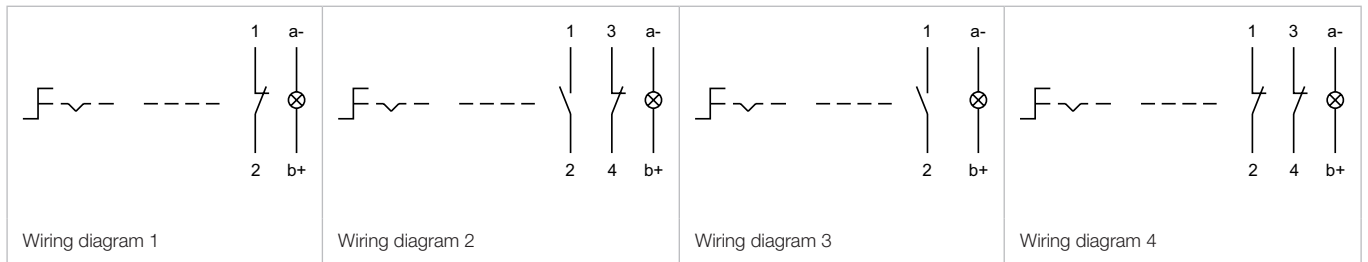 1 a-
2 b+
Wiring diagram 1
1 3 a-
2 4 b+
Wiring diagram 2
1 a-
2 b+
Wiring diagram 3
1 3 a-
2 4 b+
Wiring diagram 4